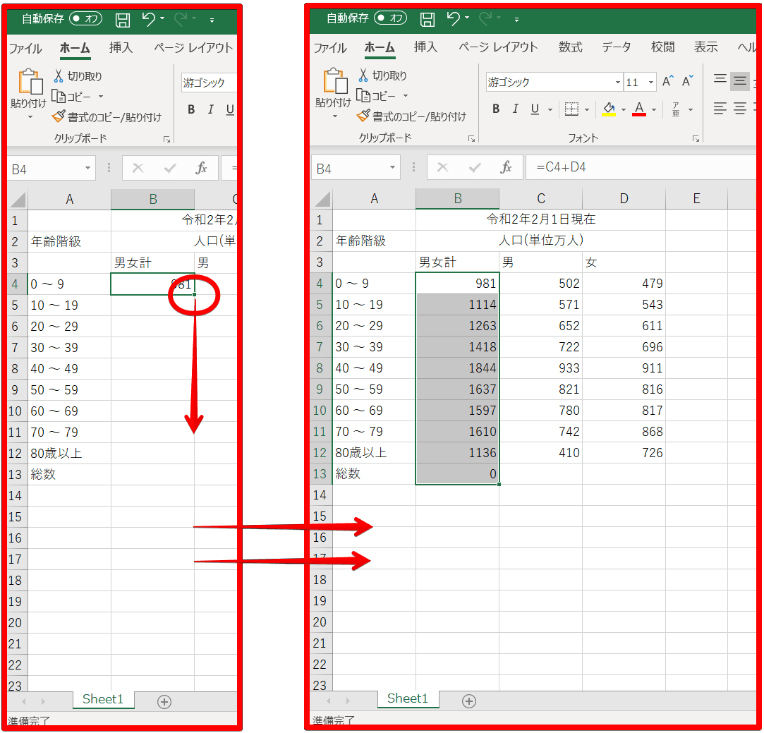 自動保存 オフ
ファイル ホーム 挿入 ページ レイアウト
貼り付け
切り取り
コピー
書式のコピー/貼り付け
クリップボード
游ゴシック
B I U
B4 fx =
A B C
1 令和2年2月
2 年齢階級 人口(単
3 男女計 男
4 0 ～ 9 981
5 10 ～ 19
6 20 ～ 29
7 30 ～ 39
8 40 ～ 49
9 50 ～ 59
10 60 ～ 69
11 70 ～ 79
12 80歳以上
13 総数
14
15
16
17
18
19
20
21
22
23
Sheet1
準備完了
自動保存 オフ
ファイル ホーム 挿入 ページ レイアウト 数式 データ 校閲 表示 ヘル
貼り付け
切り取り
コピー
書式のコピー/貼り付け
クリップボード
游ゴシック 11 A A
B I U A ア亜
フォント
B4 fx =C4+D4
A B C D E
1 令和2年2月1日現在
2 年齢階級 人口(単位万人)
3 男女計 男 女
4 0 ～ 9 981 502 479
5 10 ～ 19 1114 571 543
6 20 ～ 29 1263 652 611
7 30 ～ 39 1418 722 696
8 40 ～ 49 1844 933 911
9 50 ～ 59 1637 821 816
10 60 ～ 69 1597 780 817
11 70 ～ 79 1610 742 868
12 80歳以上 1136 410 726
13 総数 0
14
15
16
17
18
19
20
21
22
23
Sheet1
準備完了